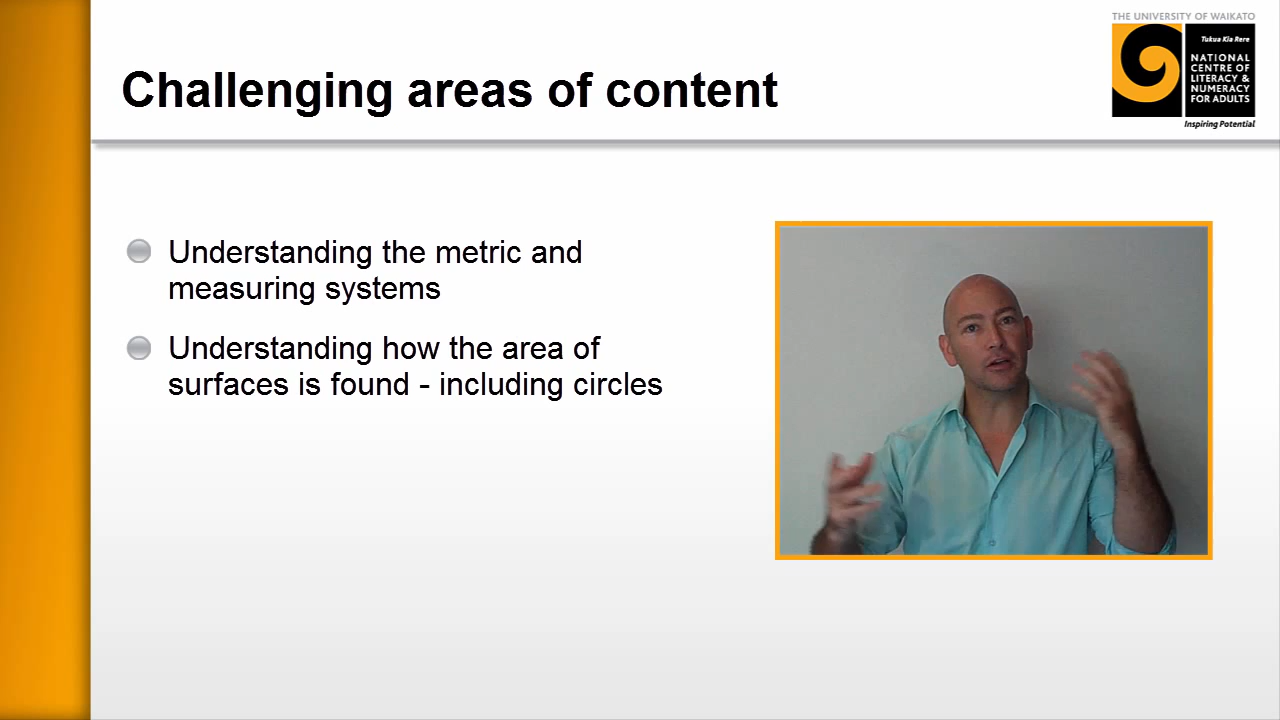 THE UNIVERSITY OF WAIKATO
Tukua Kia Rere
NATIONAL
CENTRE OF
LITERACY &
NUMERACY
FOR ADULTS
Inspiring Potential
Challenging areas of content
Understanding the metric and
measuring systems
Understanding how the area of
surfaces is found - including circles